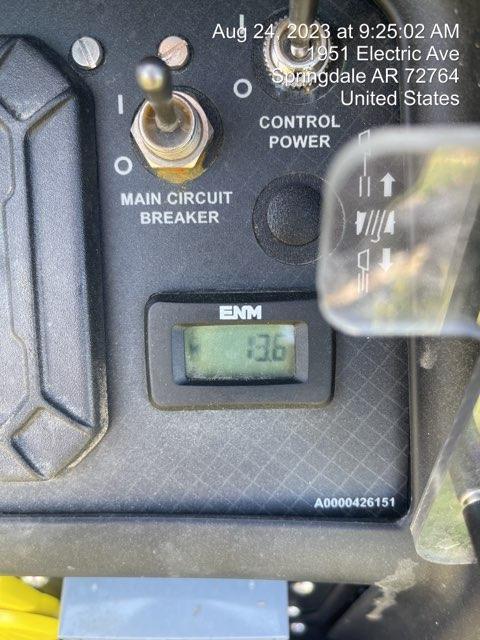 Aug 24, 2023 at 9:25:02 AM
1951 Electric Ave
Springdale AR 72764
United States
I
O
CONTROL
POWER
I
O
MAIN CIRCUIT
BREAKER
ENM
13.6
A0000426151